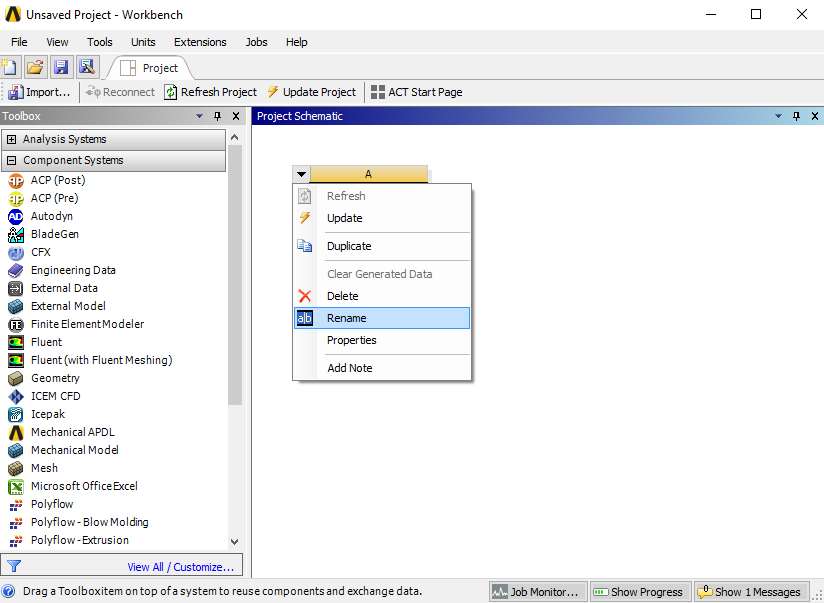 Unsaved Project - Workbench
File View Tools Units Extensions Jobs Help
Project
Import... Reconnect Refresh Project Update Project ACT Start Page
Toolbox
Project Schematic
Analysis Systems
Component Systems
ACP (Post)
ACP (Pre)
Autodyn
BladeGen
CFX
Engineering Data
External Data
External Model
Finite Element Modeler
Fluent
Fluent (with Fluent Meshing)
Geometry
ICEM CFD
Icepak
Mechanical APDL
Mechanical Model
Mesh
Microsoft Office Excel
Polyflow
Polyflow - Blow Molding
Polyflow - Extrusion
View All / Customize...
A
Refresh
Update
Duplicate
Clear Generated Data
Delete
a|b Rename
Properties
Add Note
Drag a Toolbox item on top of a system to reuse components and exchange data. Job Monitor... Show Progress Show 1 Messages